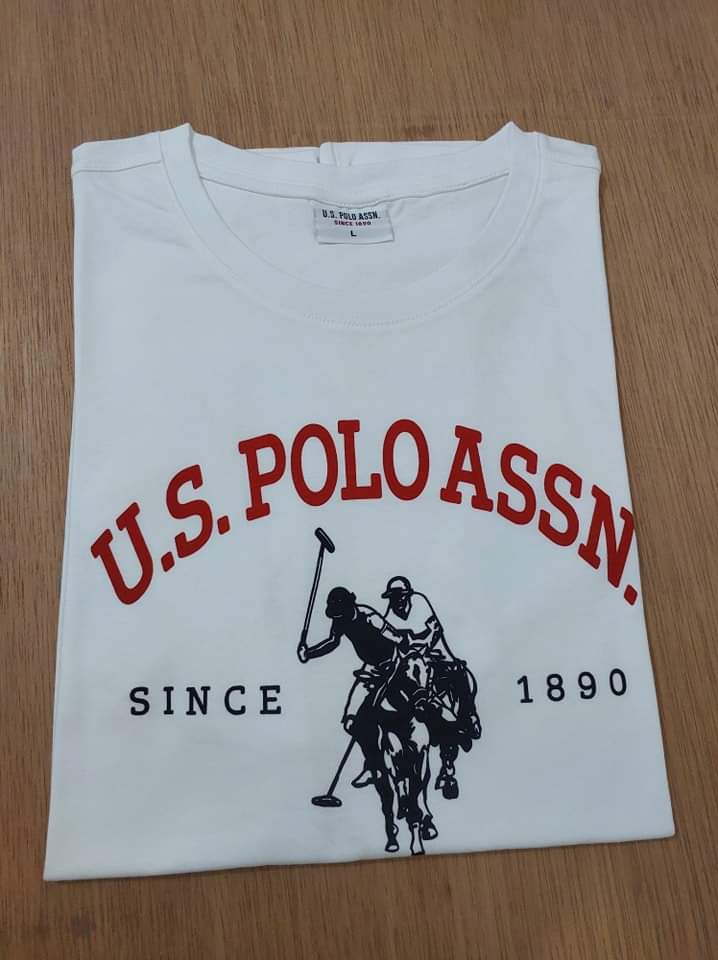 U.S. POLO ASSN.
SINCE 1890
L
U.S. POLO ASSN.
SINCE 1890